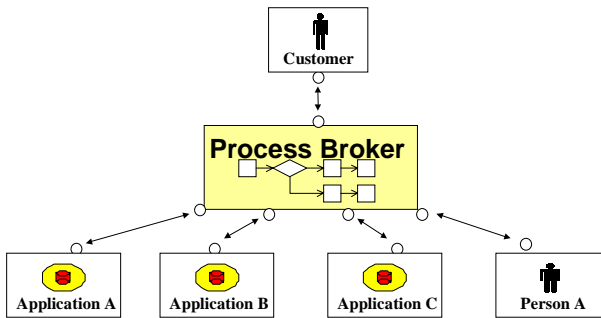 Customer
Process Broker
Application A
Application B
Application C
Person A